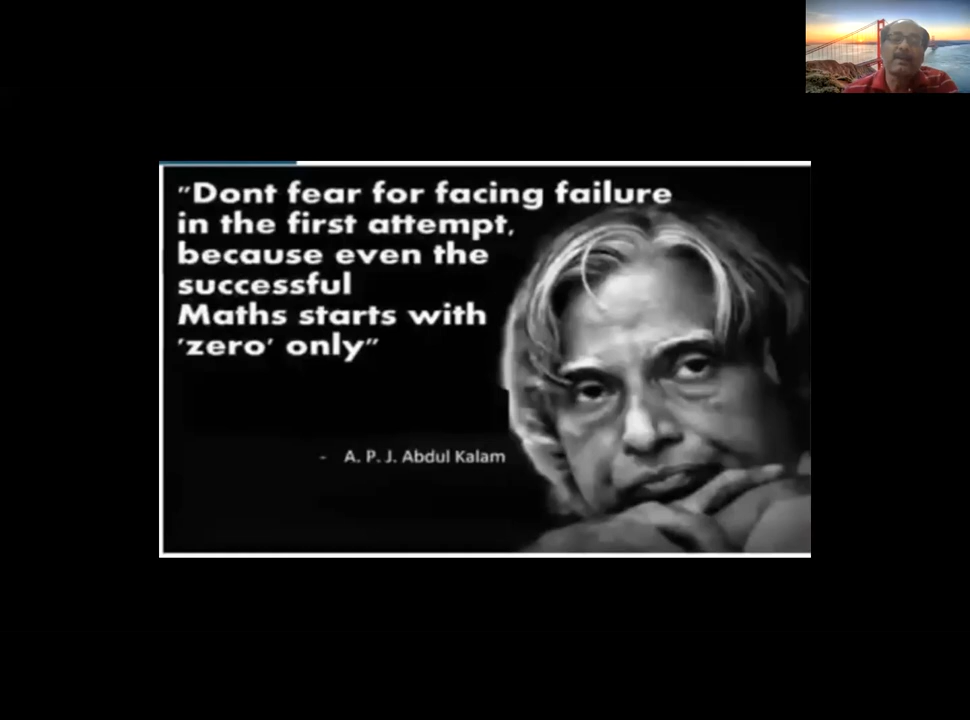 "Dont fear for facing failure
in the first attempt,
because even the
successful
Maths starts with
'zero' only"
- A. P. J. Abdul Kalam